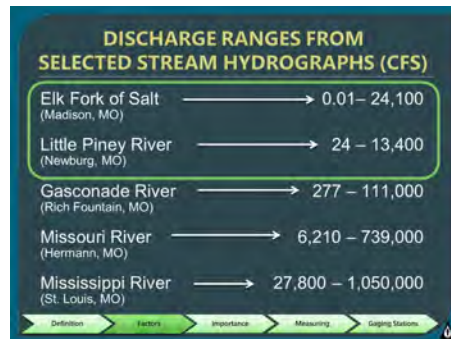 DISCHARGE RANGES FROM
SELECTED STREAM HYDROGRAPHS (CFS)
Elk Fork of Salt 0.01– 24,100
(Madison, MO)
Little Piney River 24 – 13,400
(Newburg, MO)
Gasconade River 277 – 111,000
(Rich Fountain, MO)
Missouri River 6,210 – 739,000
(Hermann, MO)
Mississippi River 27,800 – 1,050,000
(St. Louis, MO)
Definition Factors Importance Measuring Gaging Stations